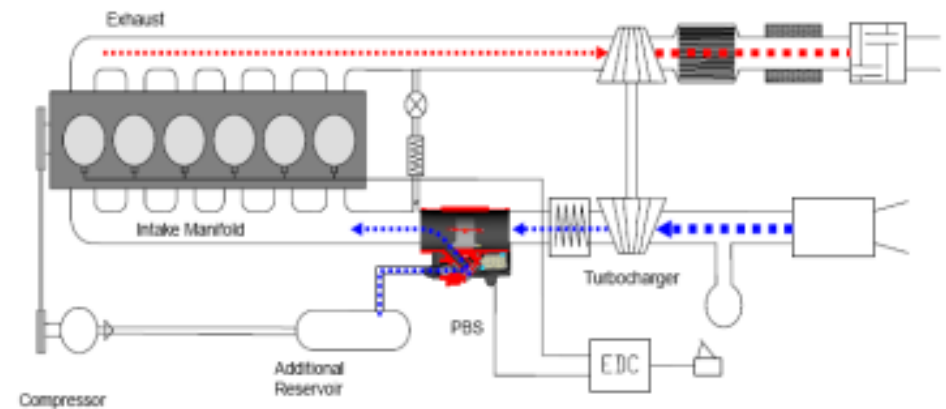 Exhaust
Intake Manifold
Turbocharger
PBS
EDC
Additional
Reservoir
Compressor